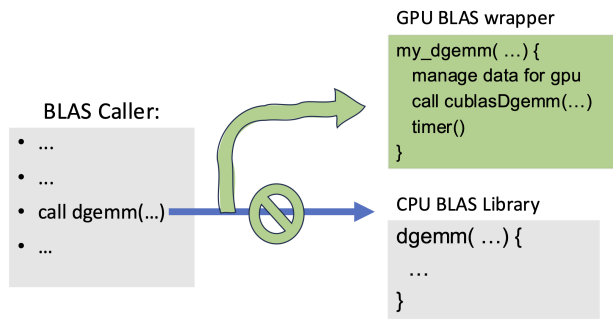 GPU BLAS wrapper
my_dgemm( …) {
manage data for gpu
call cublasDgemm(…)
timer()
}
BLAS Caller:
• ...
• ...
• call dgemm(…)
• ...
CPU BLAS Library
dgemm( …) {
…
}